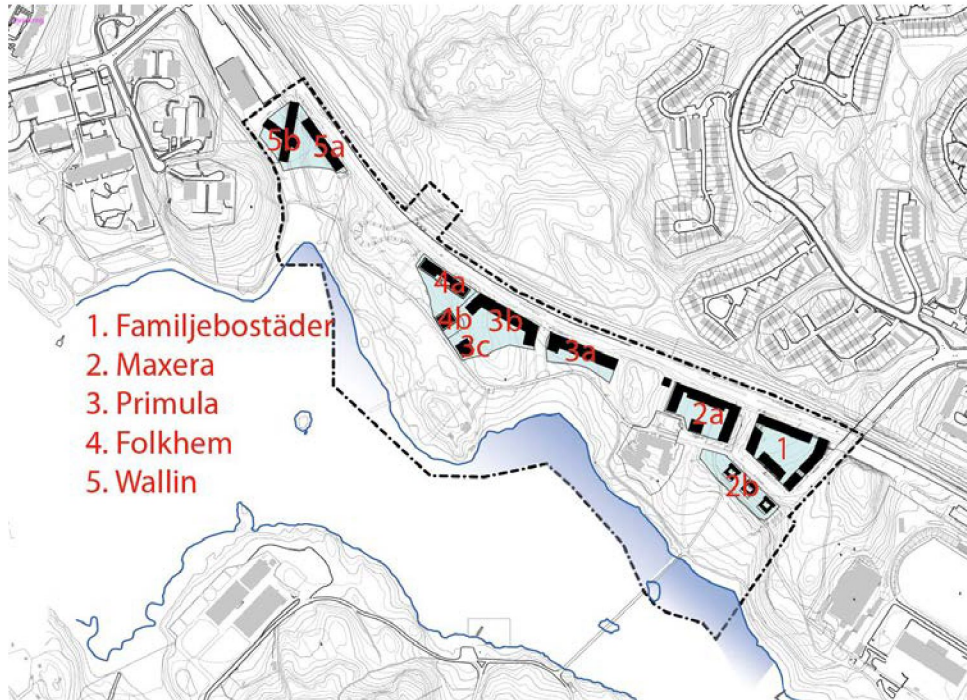 5b
5a
4a
4b
3b
3c
3a
2a
1
2b
1. Familjebostäder
2. Maxera
3. Primula
4. Folkhem
5. Wallin